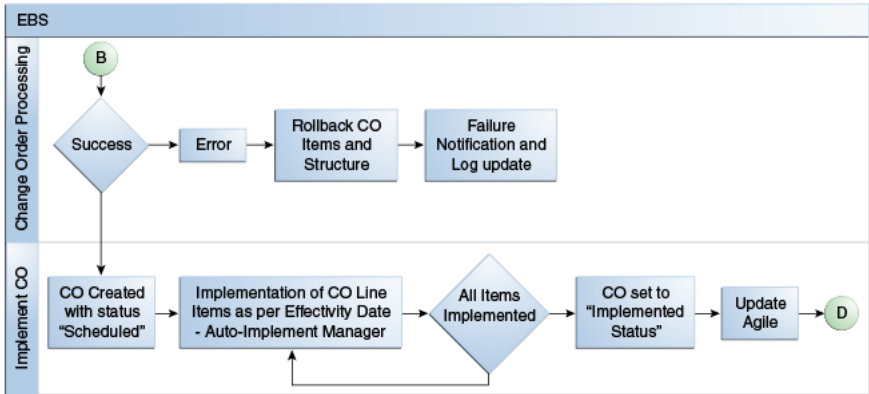 EBS
Change Order Processing
B
Success
Error
Rollback CO
Items and
Structure
Failure
Notification and
Log update
Implement CO
CO Created
with status
“Scheduled”
Implementation of CO Line
Items as per Effectivity Date
- Auto-Implement Manager
All Items
Implemented
CO set to
“Implemented
Status”
Update
Agile
D